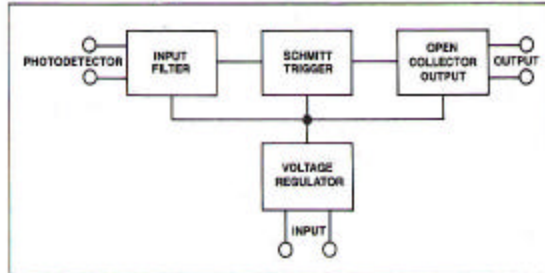 PHOTODETECTOR
INPUT
FILTER
SCHMITT
TRIGGER
OPEN
COLLECTOR
OUTPUT
OUTPUT
VOLTAGE
REGULATOR
INPUT